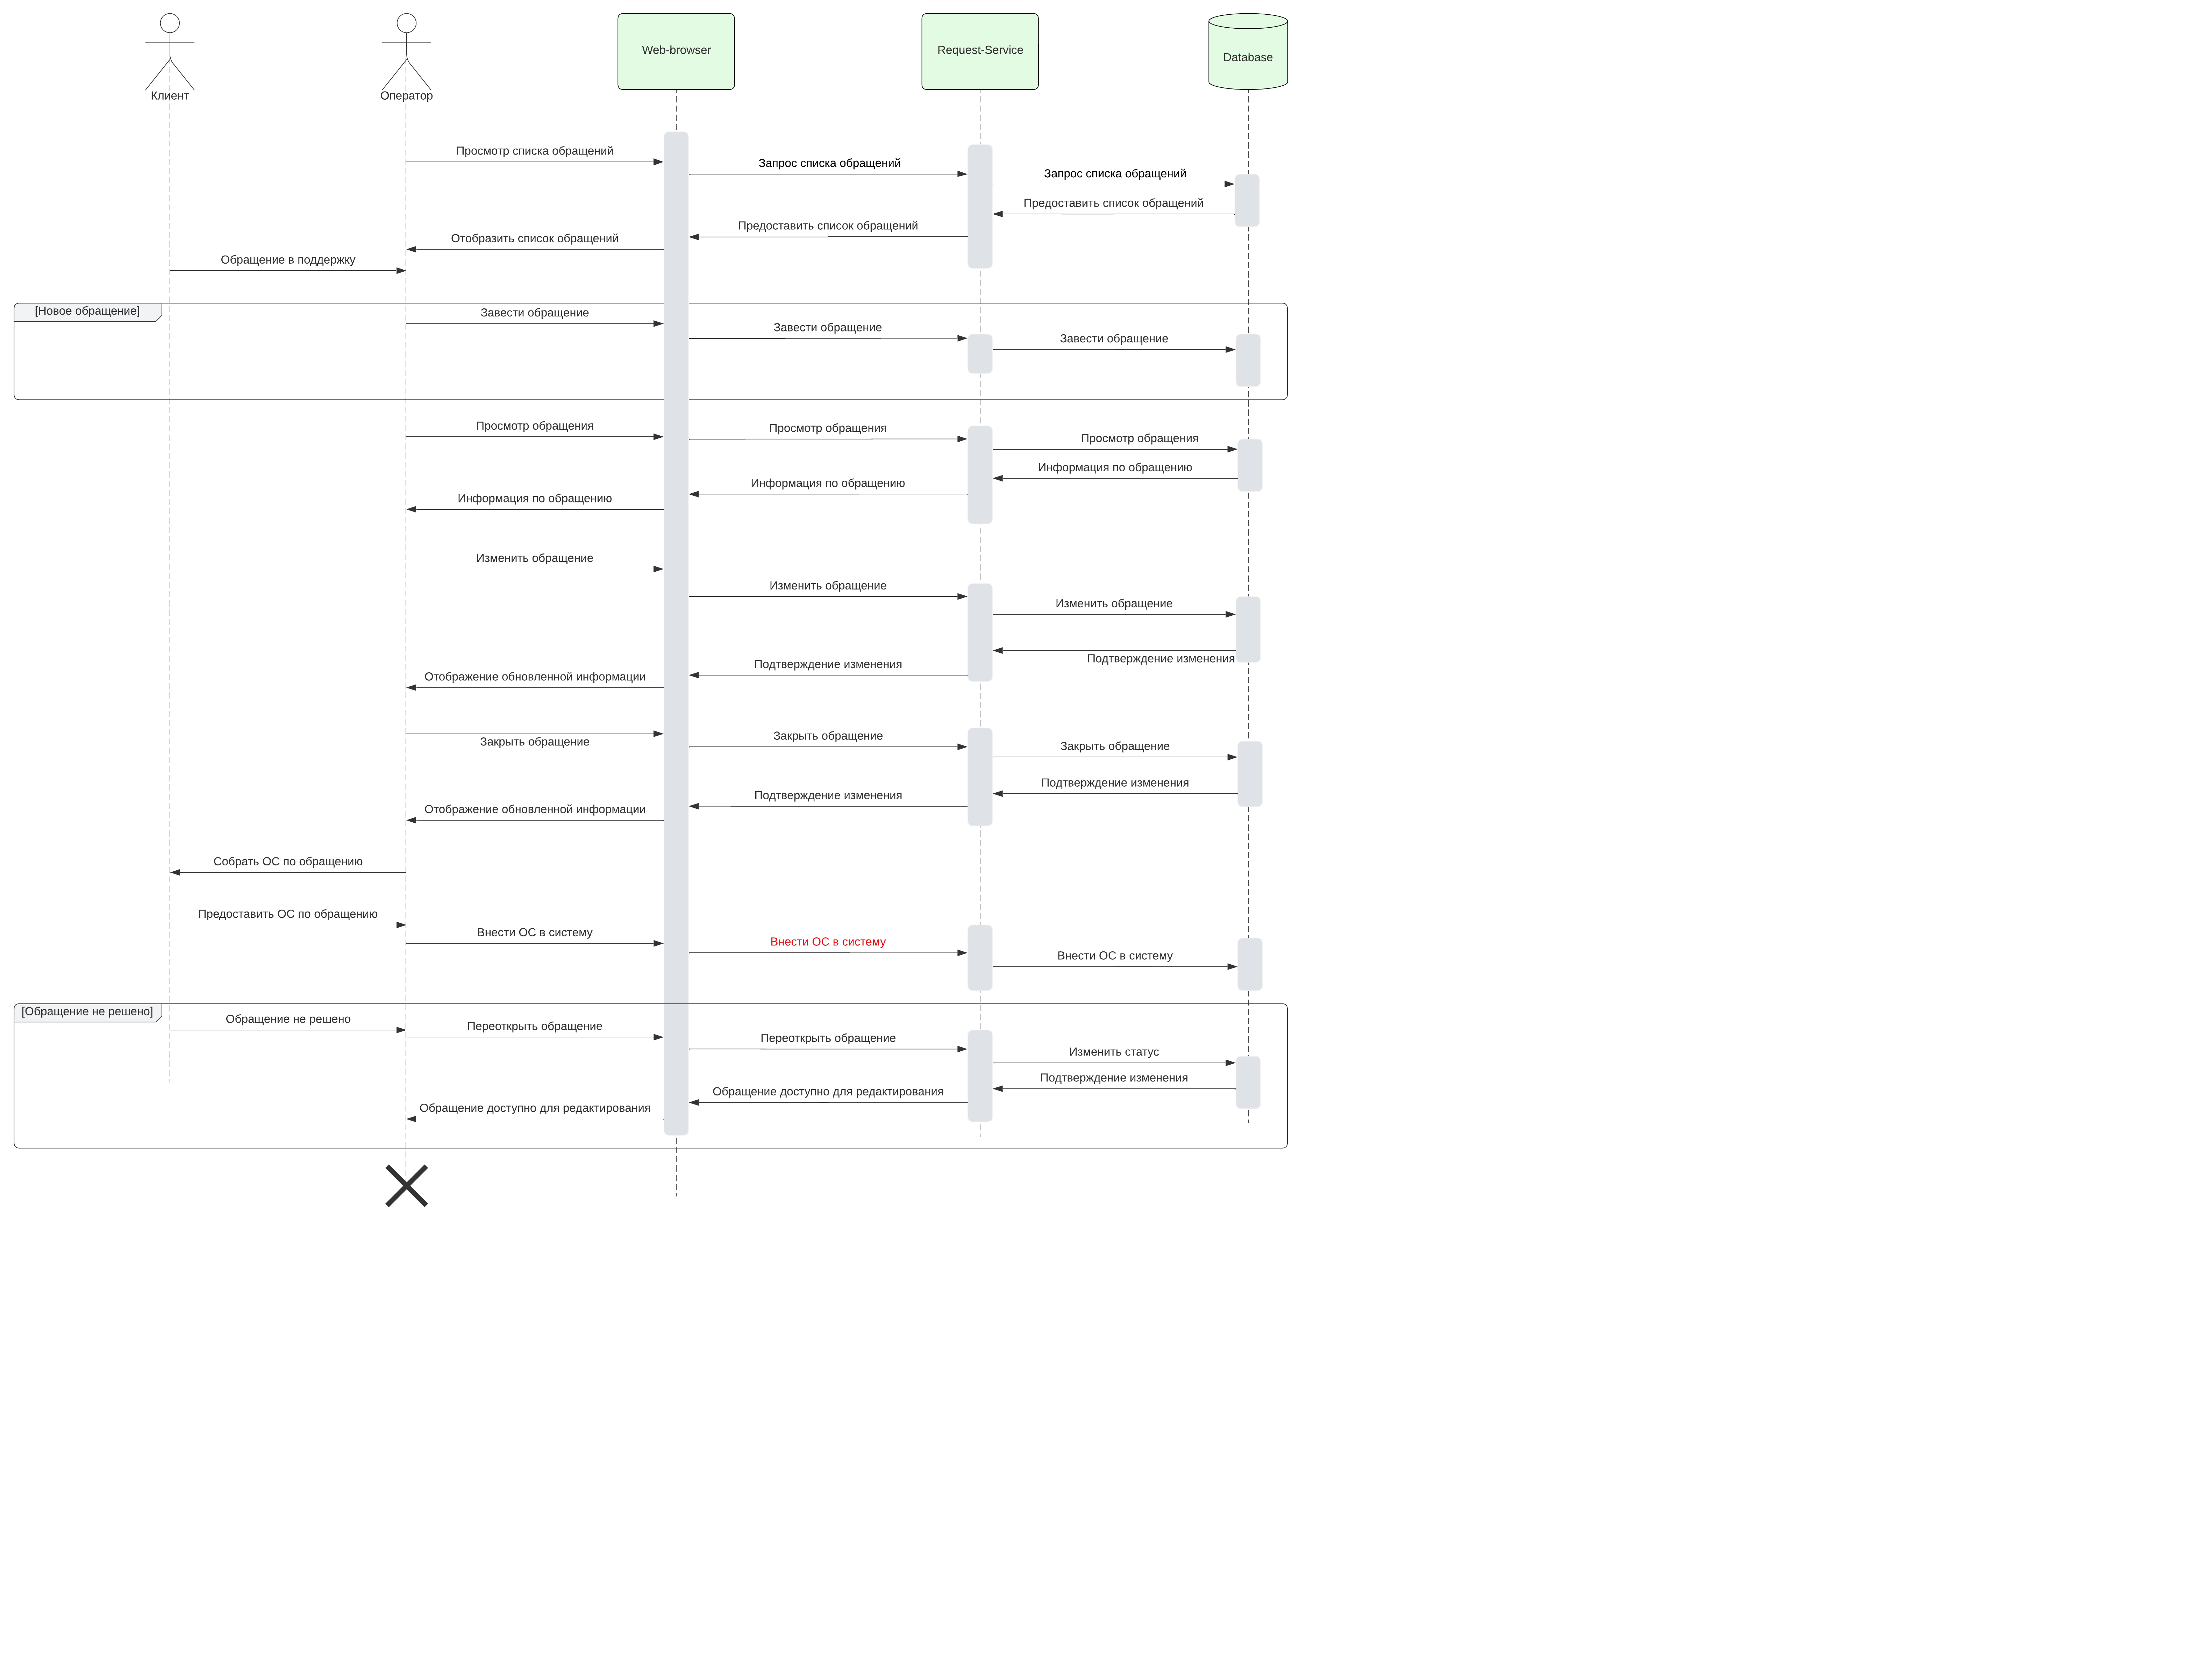 Клиент
Оператор
Web-browser
Request-Service
Database
Просмотр списка обращений
Запрос списка обращений
Запрос списка обращений
Предоставить список обращений
Предоставить список обращений
Отобразить список обращений
Обращение в поддержку
[Новое обращение]
Завести обращение
Завести обращение
Завести обращение
Просмотр обращения
Просмотр обращения
Просмотр обращения
Информация по обращению
Информация по обращению
Информация по обращению
Изменить обращение
Изменить обращение
Изменить обращение
Подтверждение изменения
Подтверждение изменения
Отображение обновленной информации
Закрыть обращение
Закрыть обращение
Закрыть обращение
Подтверждение изменения
Подтверждение изменения
Отображение обновленной информации
Собрать ОС по обращению
Предоставить ОС по обращению
Внести ОС в систему
Внести ОС в систему
Внести ОС в систему
[Обращение не решено]
Обращение не решено
Переоткрыть обращение
Переоткрыть обращение
Изменить статус
Подтверждение изменения
Обращение доступно для редактирования
Обращение доступно для редактирования